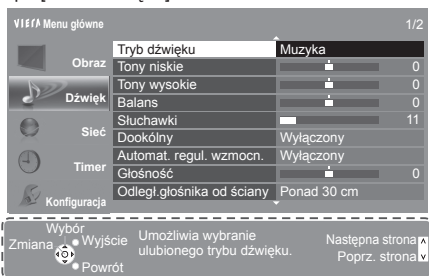 VIErA Menu główne 1/2
Obraz
Dźwięk
Sieć
Timer
Konfiguracja
Tryb dźwięku Muzyka
Tony niskie 0
Tony wysokie 0
Balans 0
Słuchawki 11
Dookólny Wyłączony
Automat. regul. wzmocn. Wyłączony
Głośność 0
Odległ.głośnika od ściany Ponad 30 cm
Wybór
Zmiana
Wyjście
Powrót
Umożliwia wybranie
ulubionego trybu dźwięku.
Następna strona
Poprz. strona